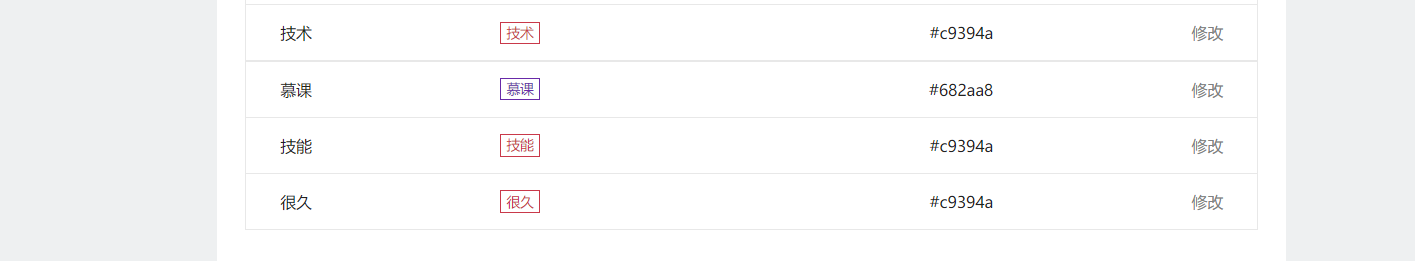 技术 技术 #c9394a 修改
慕课 慕课 #682aa8 修改
技能 技能 #c9394a 修改
很久 很久 #c9394a 修改